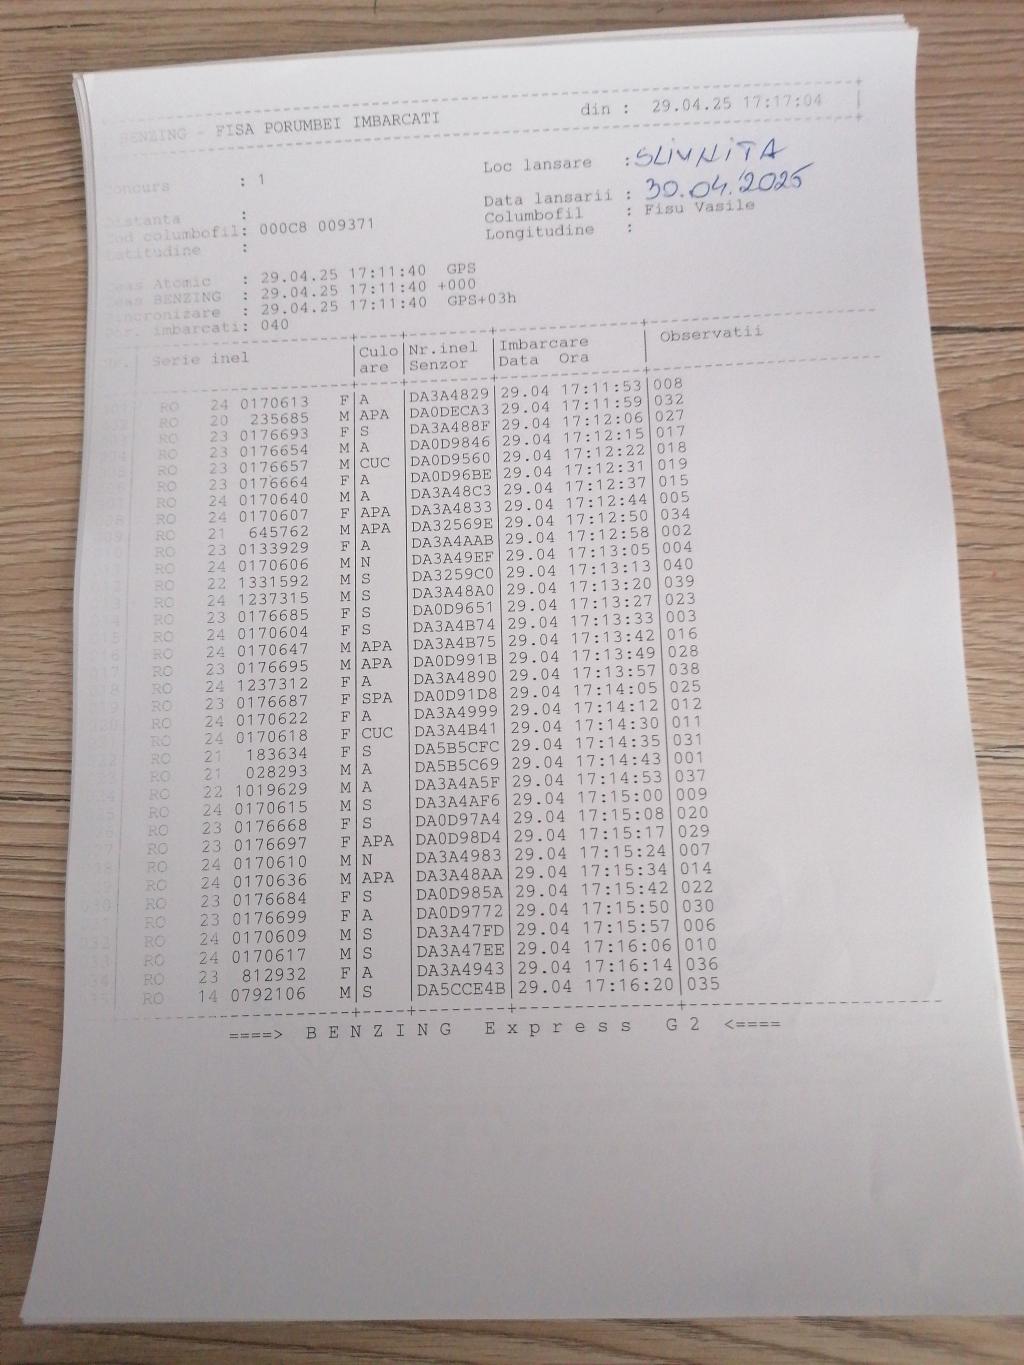 BENZING - FISA PORUMBEI IMBARCATI din : 29.04.25 17:17:04
Concurs : 1 Loc lansare : SLIVNITA
Data lansarii : 30.04.2025
Distanta : Columbofil : Fisu Vasile
Cod columbofil: 000C8 009371 Longitudine :
Latitudine :
Ceas Atomic : 29.04.25 17:11:40 GPS
Ceas BENZING : 29.04.25 17:11:40 +000
Sincronizare : 29.04.25 17:11:40 GPS+03h
imbarcati: 040
Serie inel Culo Nr.inel Imbarcare Observatii
are Senzor Data Ora
RO 24 0170613 F A DA3A4829 29.04 17:11:53 008
RO 20 235685 M APA DA0DECA3 29.04 17:11:59 032
RO 23 0176693 F S DA3A488F 29.04 17:12:06 027
RO 23 0176654 M A DA0D9846 29.04 17:12:15 017
RO 23 0176657 M CUC DA0D9560 29.04 17:12:22 018
RO 23 0176664 F A DA0D96BE 29.04 17:12:31 019
RO 24 0170640 M A DA3A48C3 29.04 17:12:37 015
RO 24 0170607 F APA DA3A4833 29.04 17:12:44 005
RO 21 645762 M APA DA32569E 29.04 17:12:50 034
RO 23 0133929 F A DA3A4AAB 29.04 17:12:58 002
RO 24 0170606 M N DA3A49EF 29.04 17:13:05 004
RO 22 1331592 M S DA3259C0 29.04 17:13:13 040
RO 24 1237315 M S DA3A48A0 29.04 17:13:20 039
RO 23 0176685 F S DA0D9651 29.04 17:13:27 023
RO 24 0170604 F S DA3A4B74 29.04 17:13:33 003
RO 24 0170647 M APA DA3A4B75 29.04 17:13:42 016
RO 23 0176695 M APA DA0D991B 29.04 17:13:49 028
RO 24 1237312 F A DA3A4890 29.04 17:13:57 038
RO 23 0176687 F SPA DA0D91D8 29.04 17:14:05 025
RO 24 0170622 F A DA3A4999 29.04 17:14:12 012
RO 24 0170618 F CUC DA3A4B41 29.04 17:14:30 011
RO 21 183634 F S DA5B5CFC 29.04 17:14:35 031
RO 21 028293 M A DA5B5C69 29.04 17:14:43 001
RO 22 1019629 M A DA3A4A5F 29.04 17:14:53 037
RO 24 0170615 M S DA3A4AF6 29.04 17:15:00 009
RO 23 0176668 F S DA0D97A4 29.04 17:15:08 020
RO 23 0176697 F APA DA0D98D4 29.04 17:15:17 029
RO 24 0170610 M N DA3A4983 29.04 17:15:24 007
RO 24 0170636 M APA DA3A48AA 29.04 17:15:34 014
RO 23 0176684 F S DA0D985A 29.04 17:15:42 022
RO 23 0176699 F A DA0D9772 29.04 17:15:50 030
RO 24 0170609 M S DA3A47FD 29.04 17:15:57 006
RO 24 0170617 M S DA3A47EE 29.04 17:16:06 010
RO 23 812932 F A DA3A4943 29.04 17:16:14 036
RO 14 0792106 M S DA5CCE4B 29.04 17:16:20 035
====> B E N Z I N G E x p r e s s G 2 <====